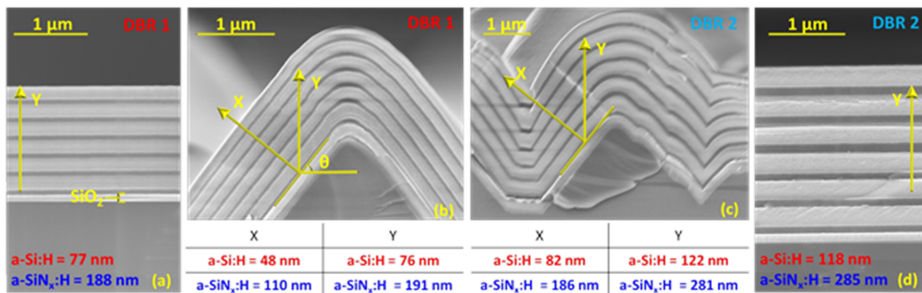 1 µm DBR 1
Y
SiO₂
a-Si:H = 77 nm
a-SiNₓ:H = 188 nm (a)
1 µm DBR 1
X Y
θ
(b)
X Y
a-Si:H = 48 nm a-Si:H = 76 nm
a-SiNₓ:H = 110 nm a-SiNₓ:H = 191 nm
1 µm DBR 2
X Y
(c)
X Y
a-Si:H = 82 nm a-Si:H = 122 nm
a-SiNₓ:H = 186 nm a-SiNₓ:H = 281 nm
1 µm DBR 2
Y
a-Si:H = 118 nm
a-SiNₓ:H = 285 nm (d)